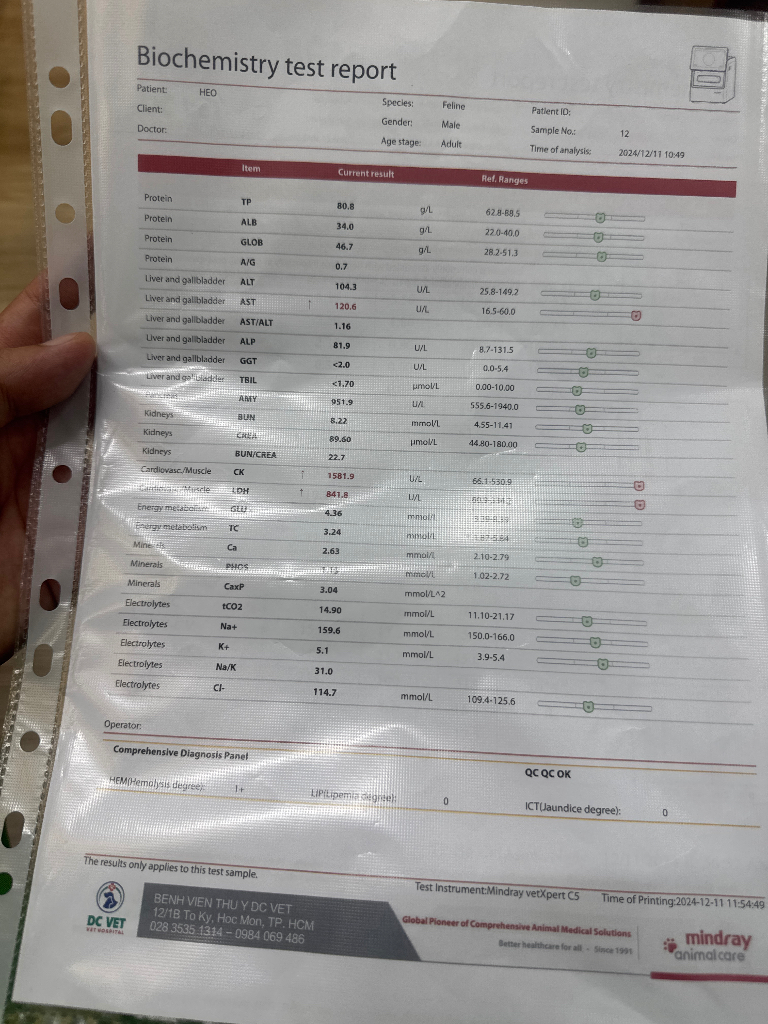 Biochemistry test report
Patient: HEO Species: Feline Patient ID:
Client: Gender: Male Sample No.: 12
Doctor: Age stage: Adult Time of analysis: 2024/12/11 10:49
Item Current result Ref. Ranges
Protein TP 80.8 g/L 62.8-88.5
Protein ALB 34.0 g/L 22.0-40.0
Protein GLOB 46.7 g/L 28.2-51.3
Protein A/G 0.7
Liver and gallbladder ALT 104.3 U/L 25.8-149.2
Liver and gallbladder AST ↑ 120.6 U/L 16.5-60.0
Liver and gallbladder AST/ALT 1.16
Liver and gallbladder ALP 81.9 U/L 8.7-131.5
Liver and gallbladder GGT <2.0 U/L 0.0-5.4
Liver and gallbladder TBIL <1.70 μmol/L 0.00-10.00
AMY 951.9 U/L 555.6-1940.0
Kidneys BUN 8.22 mmol/L 4.55-11.41
Kidneys CREA 89.60 μmol/L 44.80-180.00
Kidneys BUN/CREA 22.7
Cardiovasc./Muscle CK ↑ 1581.9 U/L 66.1-530.9
Cardiovasc./Muscle LDH ↑ 841.8 U/L
Energy metabolism GLU 4.36 mmol/L
Energy metabolism TC 3.24 mmol/L
Minerals Ca 2.63 mmol/L 2.10-2.79
Minerals PHOS mmol/L 1.02-2.72
Minerals CaxP 3.04 mmol/L^2
Electrolytes tCO2 14.90 mmol/L 11.10-21.17
Electrolytes Na+ 159.6 mmol/L 150.0-166.0
Electrolytes K+ 5.1 mmol/L 3.9-5.4
Electrolytes Na/K 31.0
Electrolytes Cl- 114.7 mmol/L 109.4-125.6
Operator:
Comprehensive Diagnosis Panel QC QC OK
HEM(Hemolysis degree): 1+ LIP(Lipemia degree): 0 ICT(Jaundice degree): 0
The results only applies to this test sample.
Test Instrument:Mindray vetXpert C5 Time of Printing:2024-12-11 11:54:49
DC VET
VET HOSPITAL
BENH VIEN THU Y DC VET
12/1B To Ky, Hoc Mon, TP. HCM
028 3535 1314 – 0984 069 486
Global Pioneer of Comprehensive Animal Medical Solutions
Better healthcare for all - Since 1991
mindray
animal care